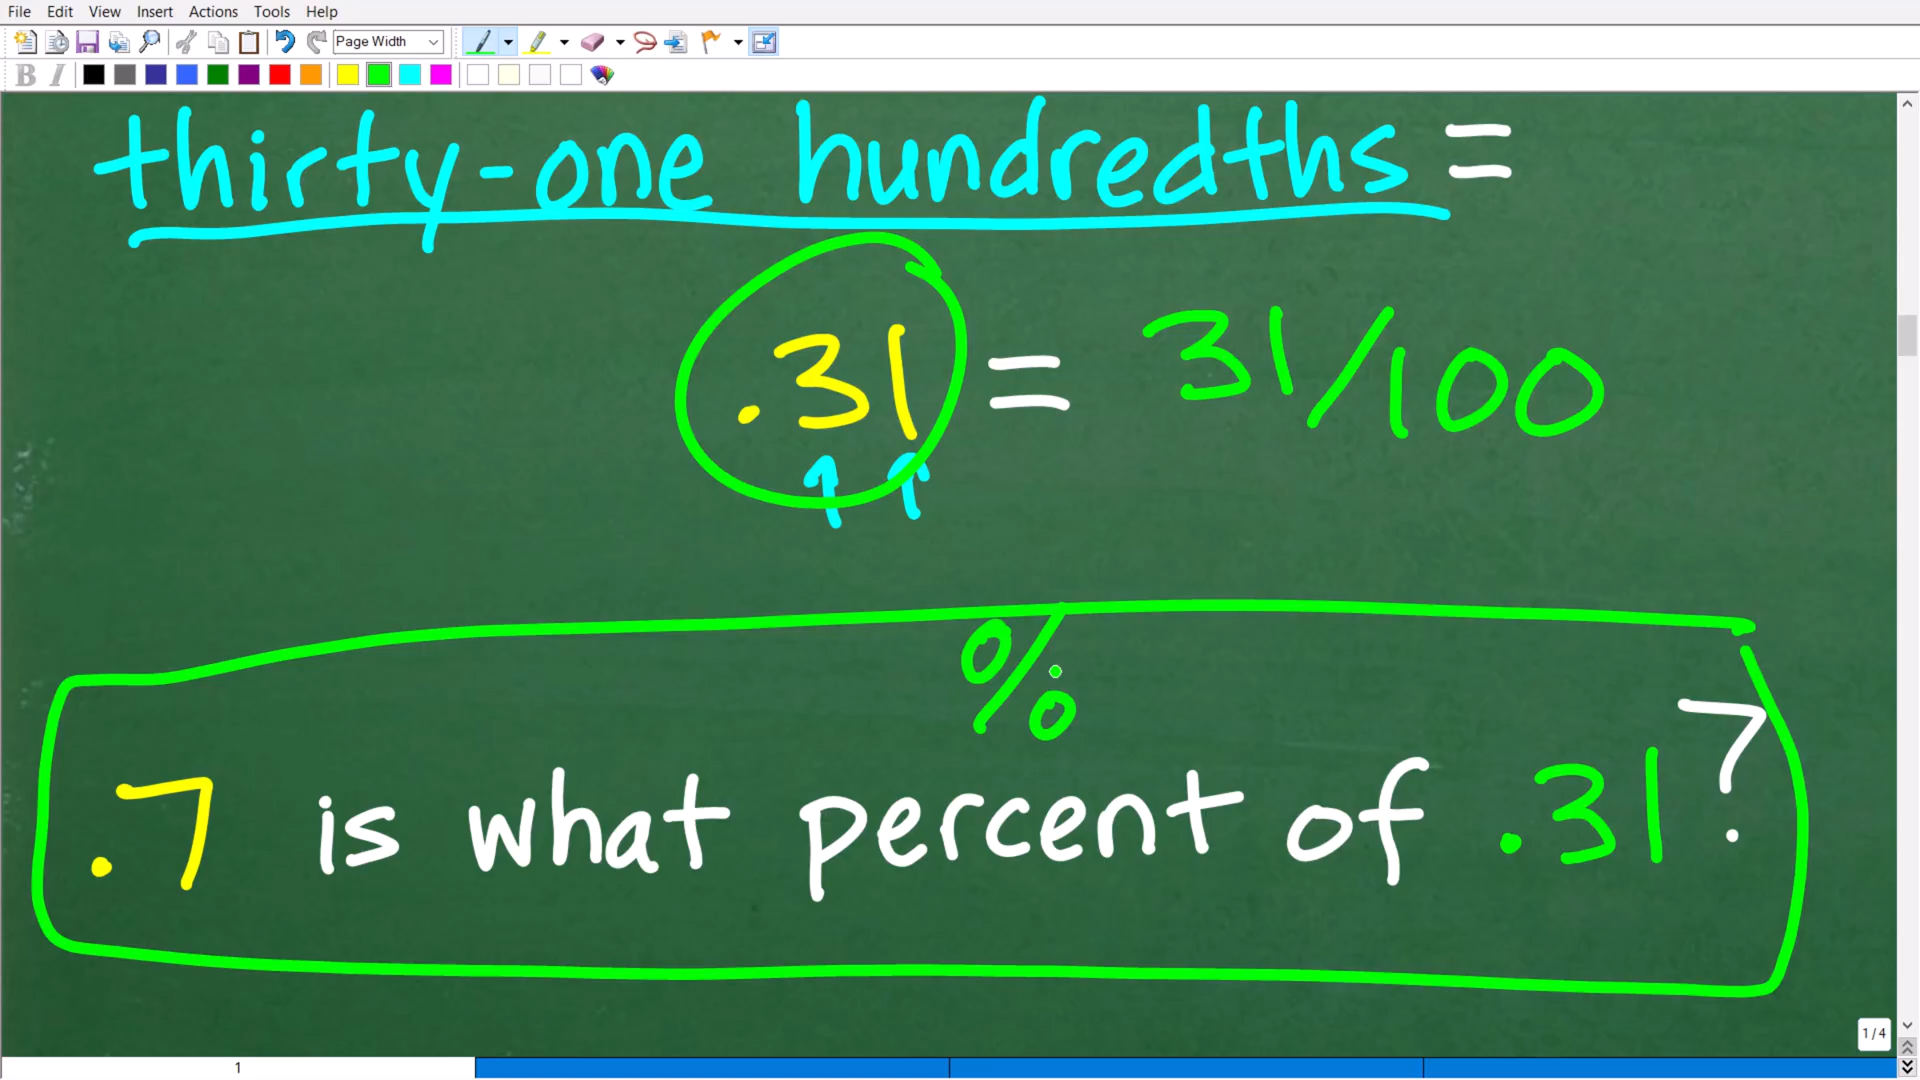 File Edit View Insert Actions Tools Help
Page Width
B I
thirty-one hundredths =
.31 = 31/100
%
.7 is what percent of .31?
1/4
1